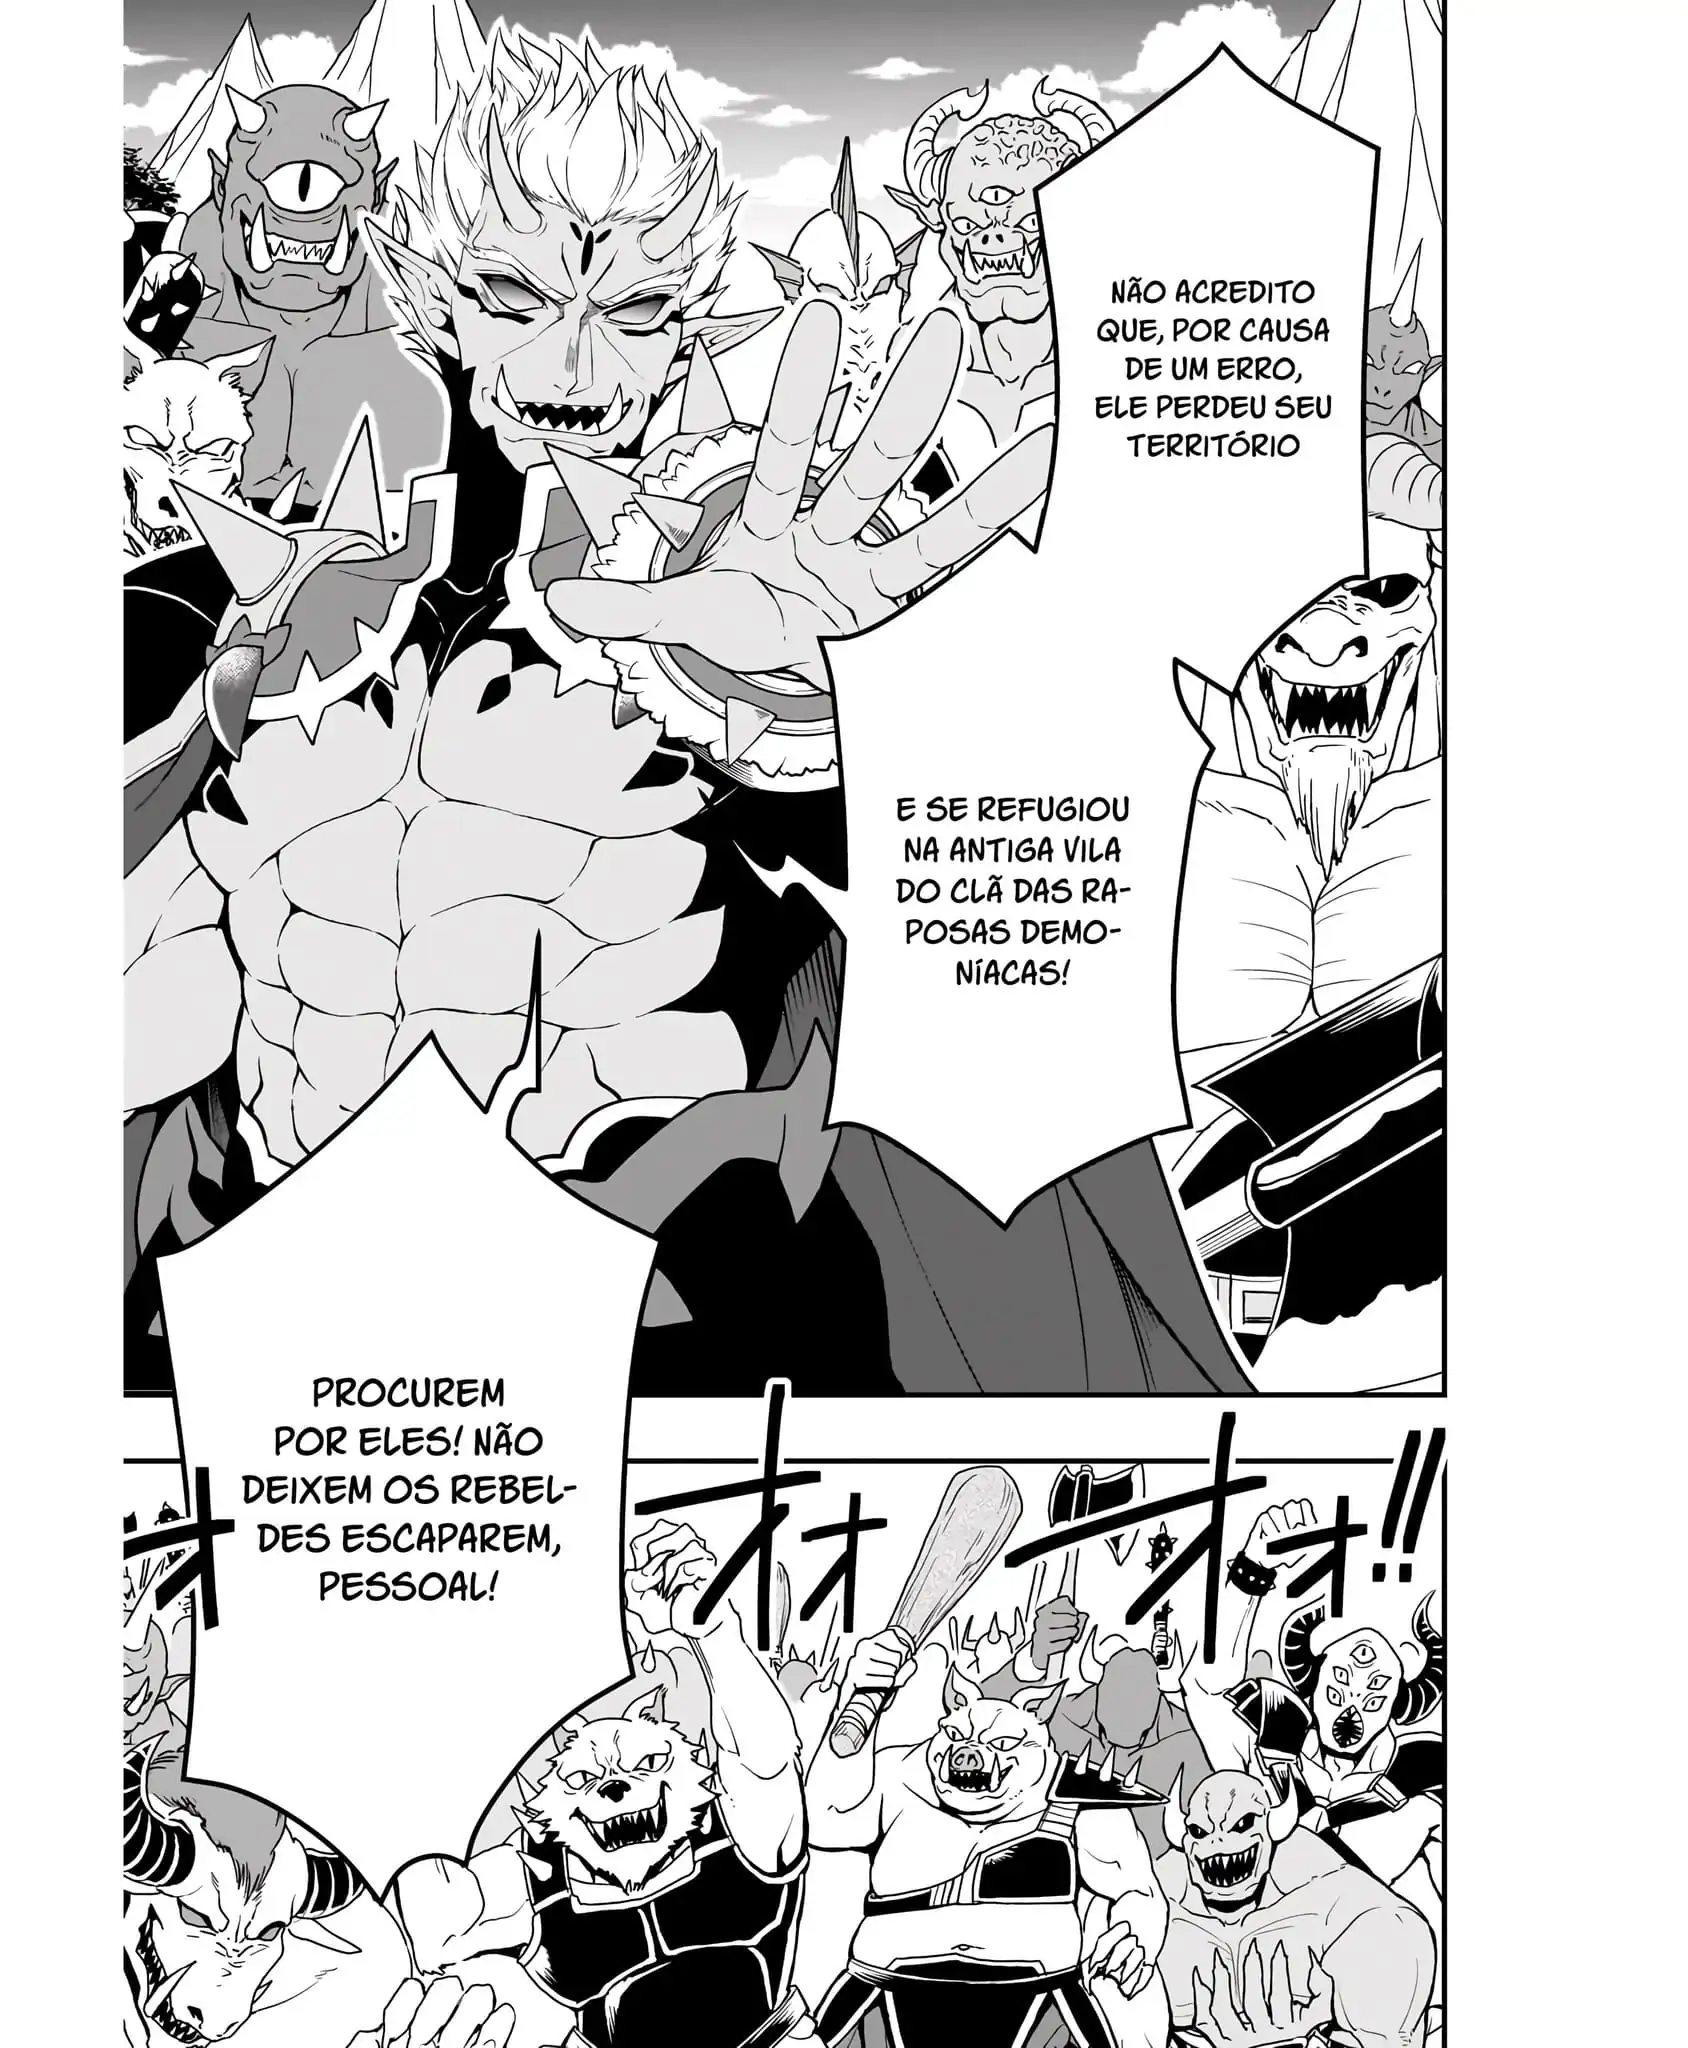 NÃO ACREDITO
QUE, POR CAUSA
DE UM ERRO,
ELE PERDEU SEU
TERRITÓRIO
E SE REFUGIOU
NA ANTIGA VILA
DO CLÃ DAS RA-
POSAS DEMO-
NÍACAS!
PROCUREM
POR ELES! NÃO
DEIXEM OS REBEL-
DES ESCAPAREM,
PESSOAL!
オオオオオオ!!